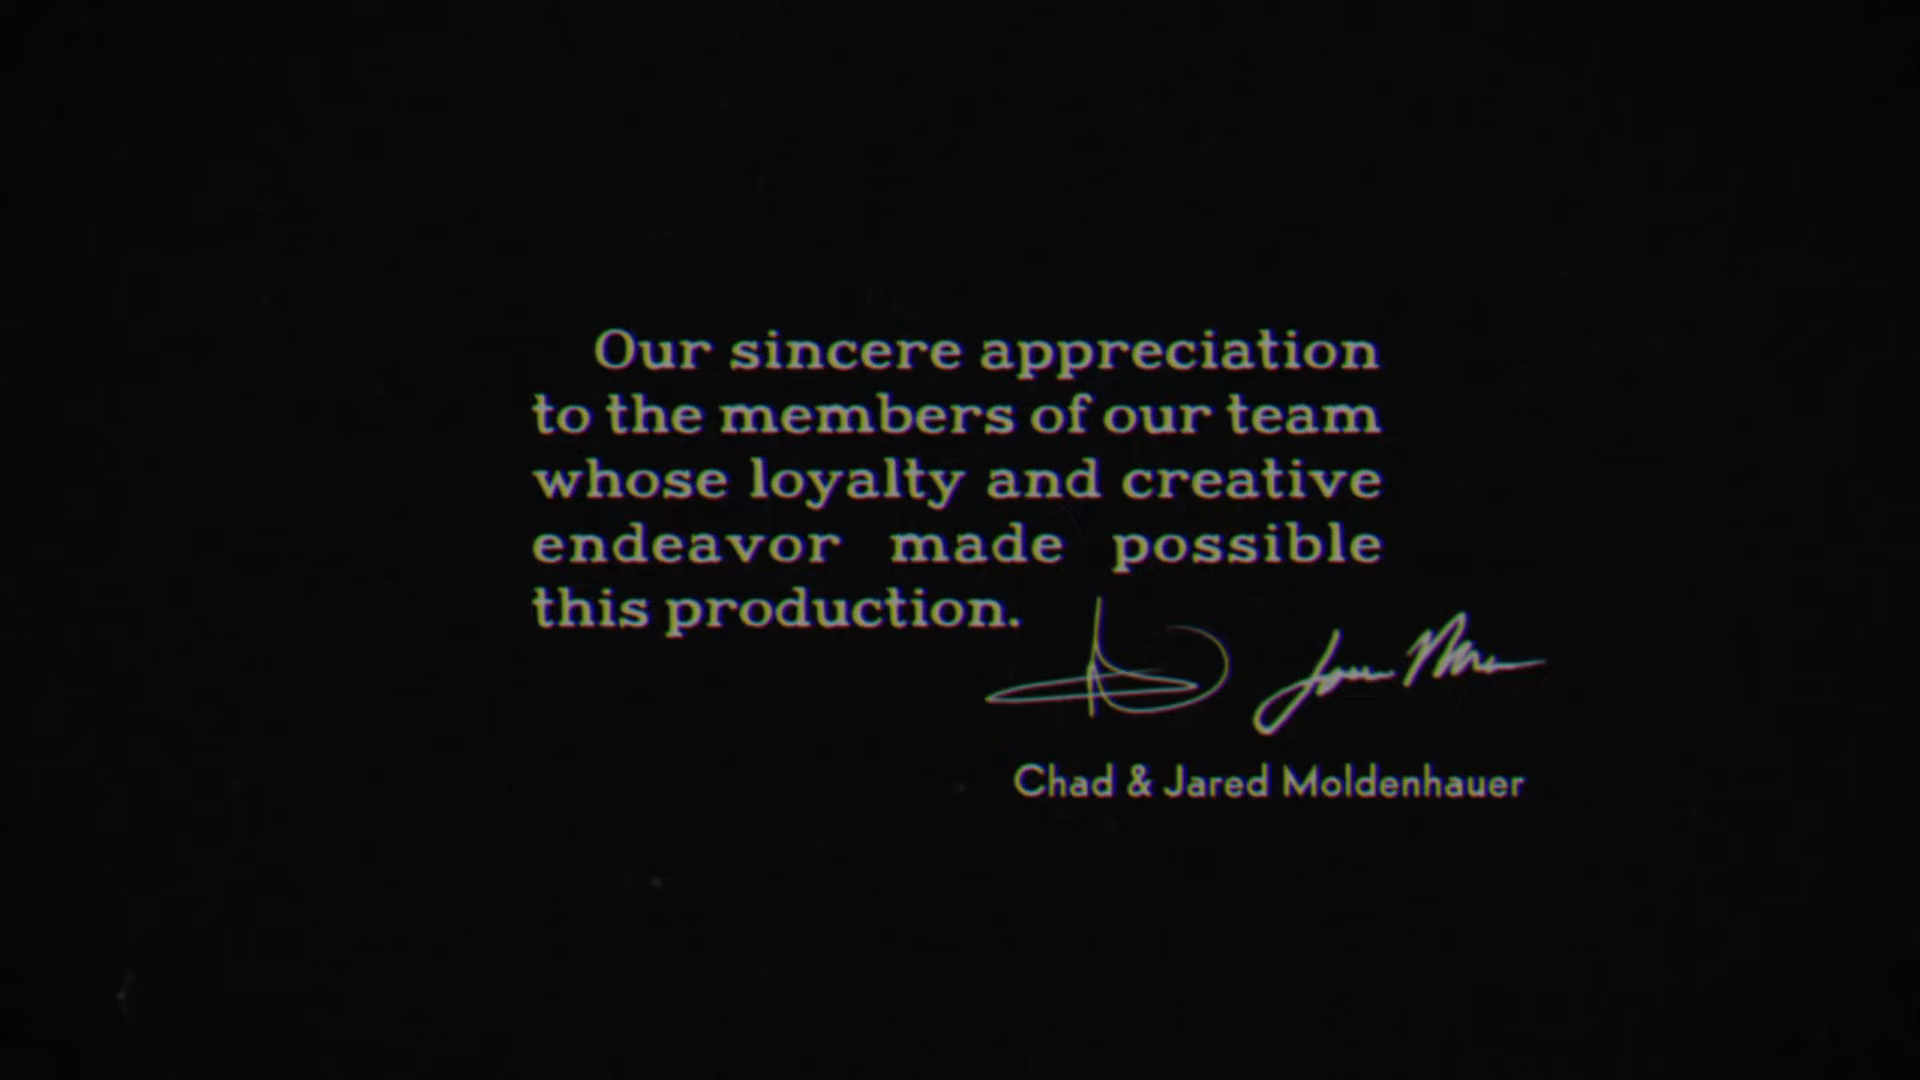 Our sincere appreciation
to the members of our team
whose loyalty and creative
endeavor made possible
this production.
Chad & Jared Moldenhauer